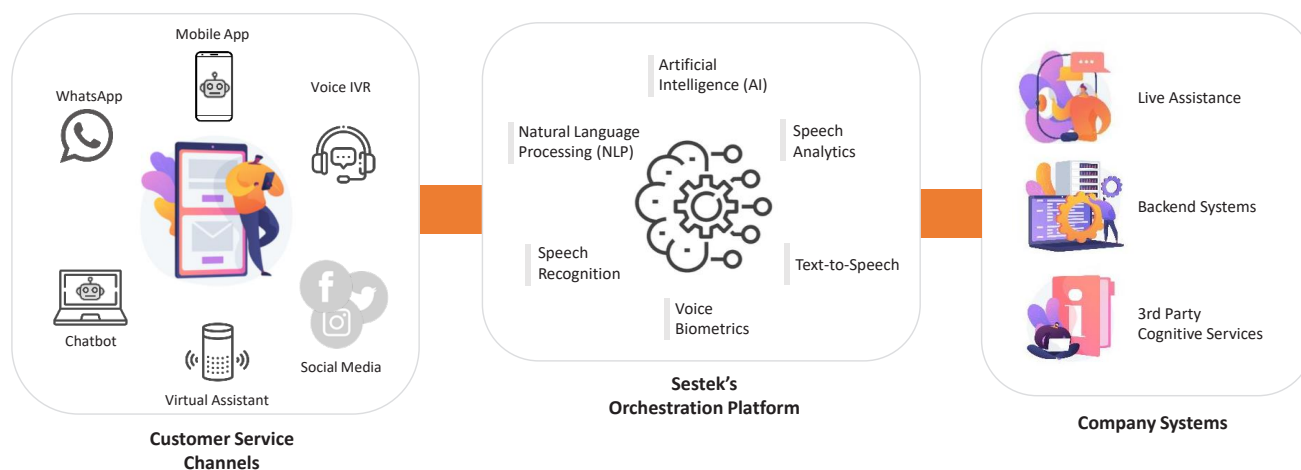 Mobile App
WhatsApp
Voice IVR
Chatbot
Virtual Assistant
Social Media
Customer Service
Channels
Artificial
Intelligence (AI)
Natural Language
Processing (NLP)
Speech
Analytics
Speech
Recognition
Text-to-Speech
Voice
Biometrics
Sestek’s
Orchestration Platform
Live Assistance
Backend Systems
3rd Party
Cognitive Services
Company Systems